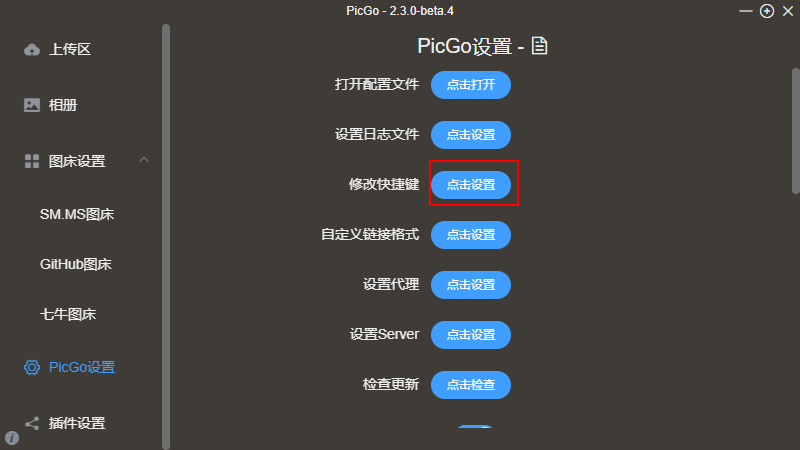 PicGo - 2.3.0-beta.4
上传区
相册
图床设置
SM.MS图床
GitHub图床
七牛图床
PicGo设置
插件设置
PicGo设置 -
打开配置文件 点击打开
设置日志文件 点击设置
修改快捷键 点击设置
自定义链接格式 点击设置
设置代理 点击设置
设置Server 点击设置
检查更新 点击检查